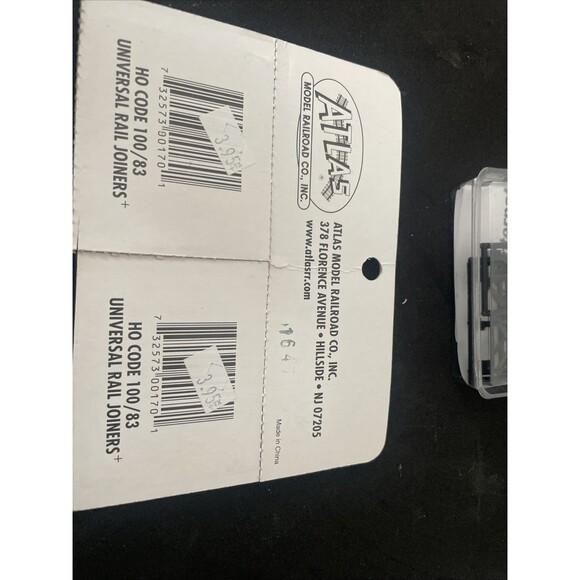 ATLAS
MODEL RAILROAD CO., INC.
ATLAS MODEL RAILROAD CO., INC.
378 FLORENCE AVENUE • HILLSIDE • NJ 07205
www.atlasrr.com
Made in China
7 32573 00170 1
3.95
HO CODE 100/83
UNIVERSAL RAIL JOINERS+
7 32573 00170 1
3.95
HO CODE 100/83
UNIVERSAL RAIL JOINERS+